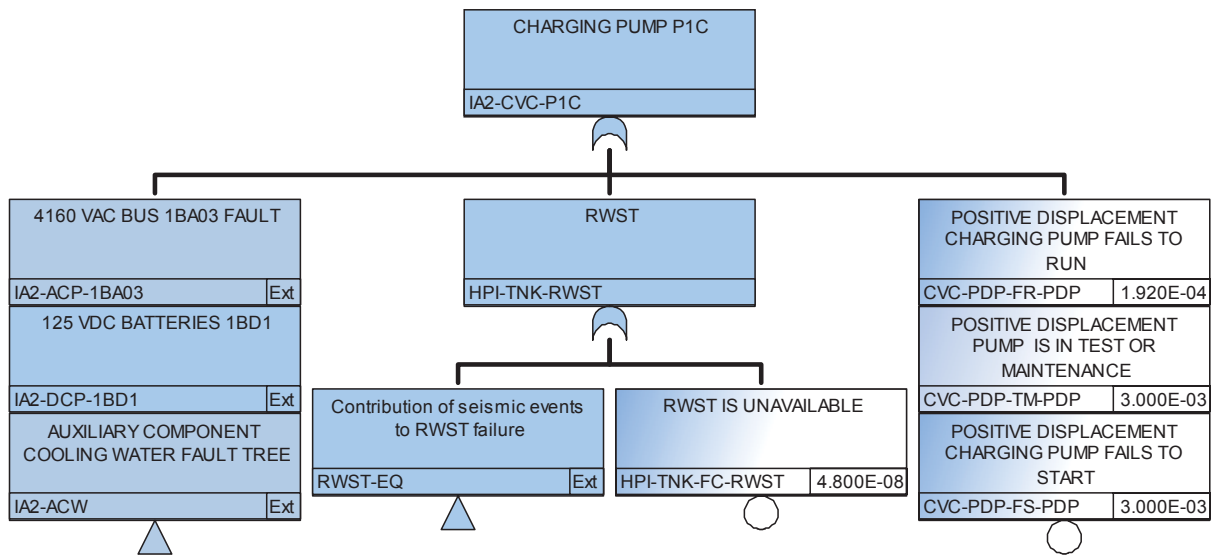 CHARGING PUMP P1C
IA2-CVC-P1C
4160 VAC BUS 1BA03 FAULT
IA2-ACP-1BA03 Ext
125 VDC BATTERIES 1BD1
IA2-DCP-1BD1 Ext
AUXILIARY COMPONENT
COOLING WATER FAULT TREE
IA2-ACW Ext
RWST
HPI-TNK-RWST
Contribution of seismic events
to RWST failure
RWST-EQ Ext
RWST IS UNAVAILABLE
HPI-TNK-FC-RWST 4.800E-08
POSITIVE DISPLACEMENT
CHARGING PUMP FAILS TO
RUN
CVC-PDP-FR-PDP 1.920E-04
POSITIVE DISPLACEMENT
PUMP IS IN TEST OR
MAINTENANCE
CVC-PDP-TM-PDP 3.000E-03
POSITIVE DISPLACEMENT
CHARGING PUMP FAILS TO
START
CVC-PDP-FS-PDP 3.000E-03